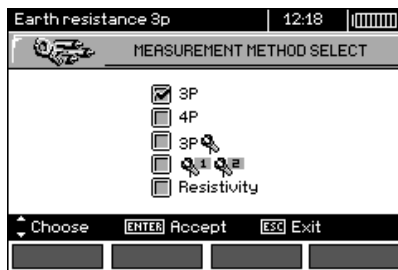 Earth resistance 3p 12:18
MEASUREMENT METHOD SELECT
3P
4P
3P
1 2
Resistivity
Choose ENTER Accept ESC Exit